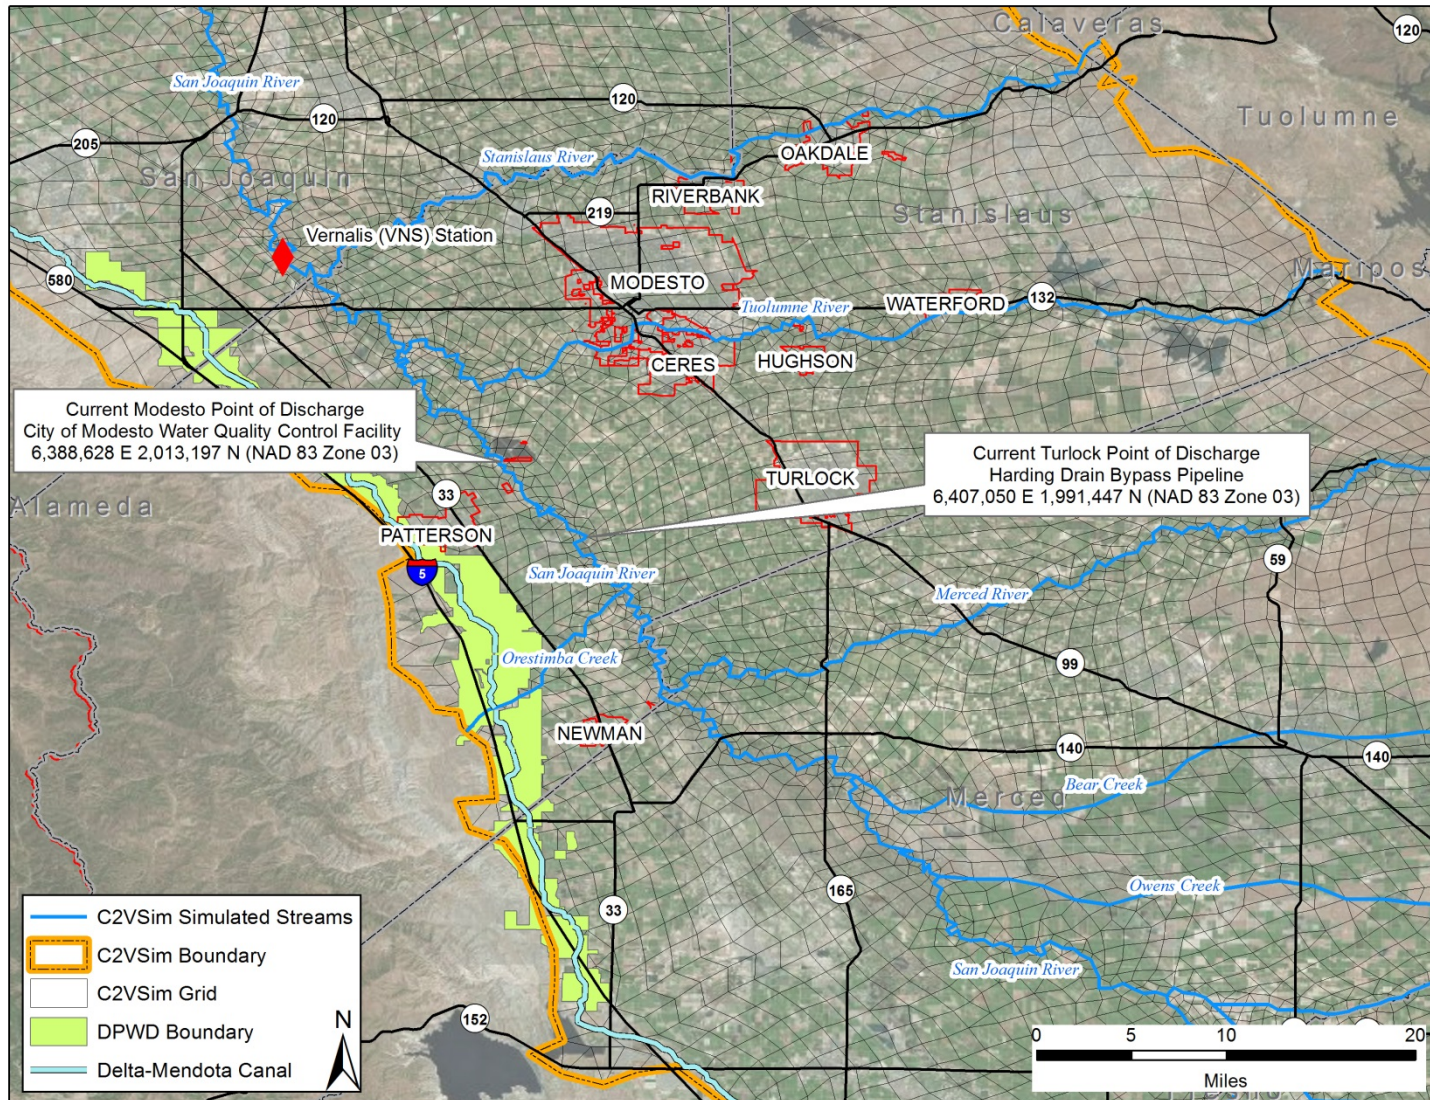 Calaveras
120
San Joaquin River
120
120
Tuolumne
205
OAKDALE
Stanislaus River
San Joaquin
RIVERBANK
219
Stanislaus
Vernalis (VNS) Station
Maripos
580
MODESTO
Tuolumne River
WATERFORD
132
CERES
HUGHSON
Current Modesto Point of Discharge
City of Modesto Water Quality Control Facility
6,388,628 E 2,013,197 N (NAD 83 Zone 03)
Current Turlock Point of Discharge
Harding Drain Bypass Pipeline
6,407,050 E 1,991,447 N (NAD 83 Zone 03)
TURLOCK
33
Alameda
PATTERSON
5
San Joaquin River
59
Merced River
Orestimba Creek
99
NEWMAN
140
140
Bear Creek
Merced
165
Owens Creek
33
San Joaquin River
152
C2VSim Simulated Streams
C2VSim Boundary
C2VSim Grid
DPWD Boundary
Delta-Mendota Canal
N
0 5 10 20
Miles